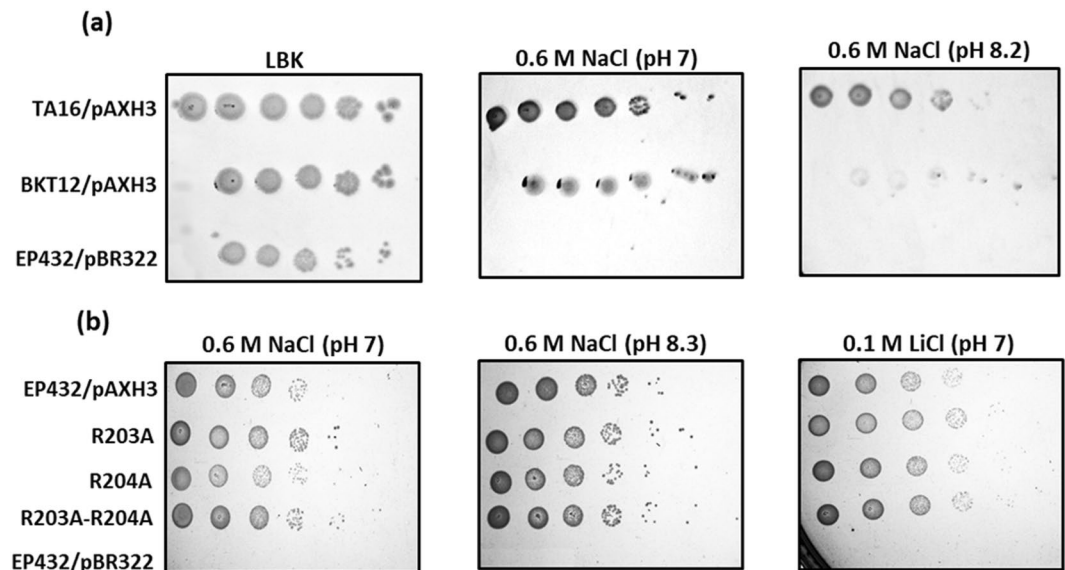 (a)
LBK
0.6 M NaCl (pH 7)
0.6 M NaCl (pH 8.2)
TA16/pAXH3
BKT12/pAXH3
EP432/pBR322
(b)
0.6 M NaCl (pH 7)
0.6 M NaCl (pH 8.3)
0.1 M LiCl (pH 7)
EP432/pAXH3
R203A
R204A
R203A-R204A
EP432/pBR322